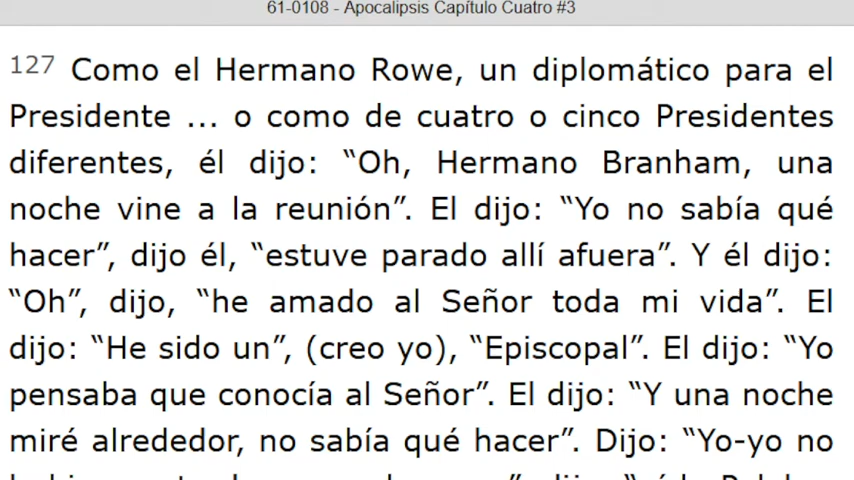 61-0108 - Apocalipsis Capítulo Cuatro #3
127 Como el Hermano Rowe, un diplomático para el
Presidente ... o como de cuatro o cinco Presidentes
diferentes, él dijo: “Oh, Hermano Branham, una
noche vine a la reunión”. El dijo: “Yo no sabía qué
hacer”, dijo él, “estuve parado allí afuera”. Y él dijo:
“Oh”, dijo, “he amado al Señor toda mi vida”. El
dijo: “He sido un”, (creo yo), “Episcopal”. El dijo: “Yo
pensaba que conocía al Señor”. El dijo: “Y una noche
miré alrededor, no sabía qué hacer”. Dijo: “Yo-yo no